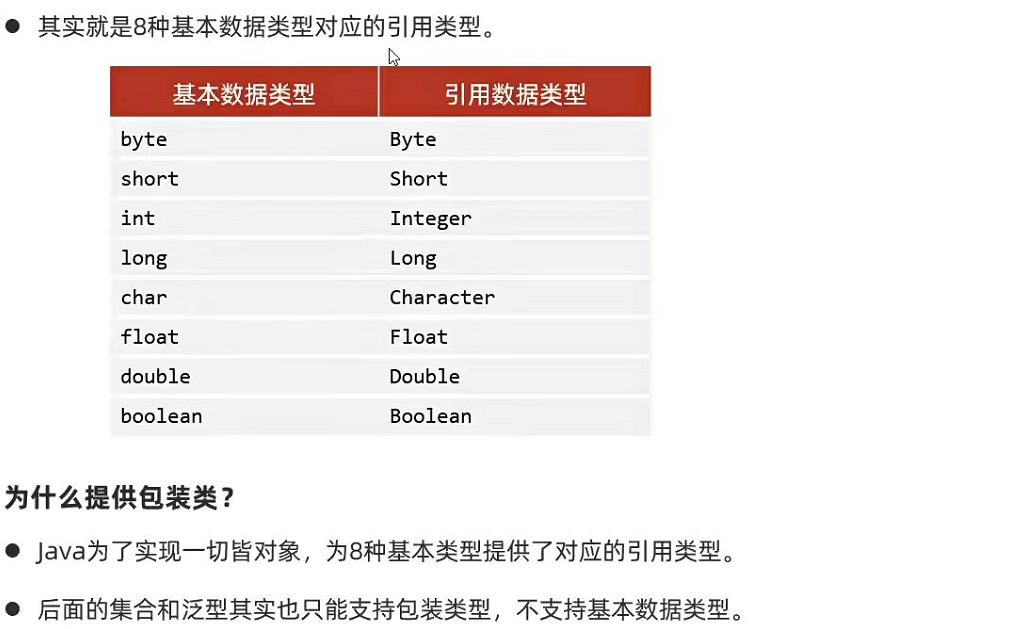 ● 其实就是8种基本数据类型对应的引用类型。
基本数据类型 引用数据类型
byte Byte
short Short
int Integer
long Long
char Character
float Float
double Double
boolean Boolean
为什么提供包装类？
● Java为了实现一切皆对象，为8种基本类型提供了对应的引用类型。
● 后面的集合和泛型其实也只能支持包装类型，不支持基本数据类型。